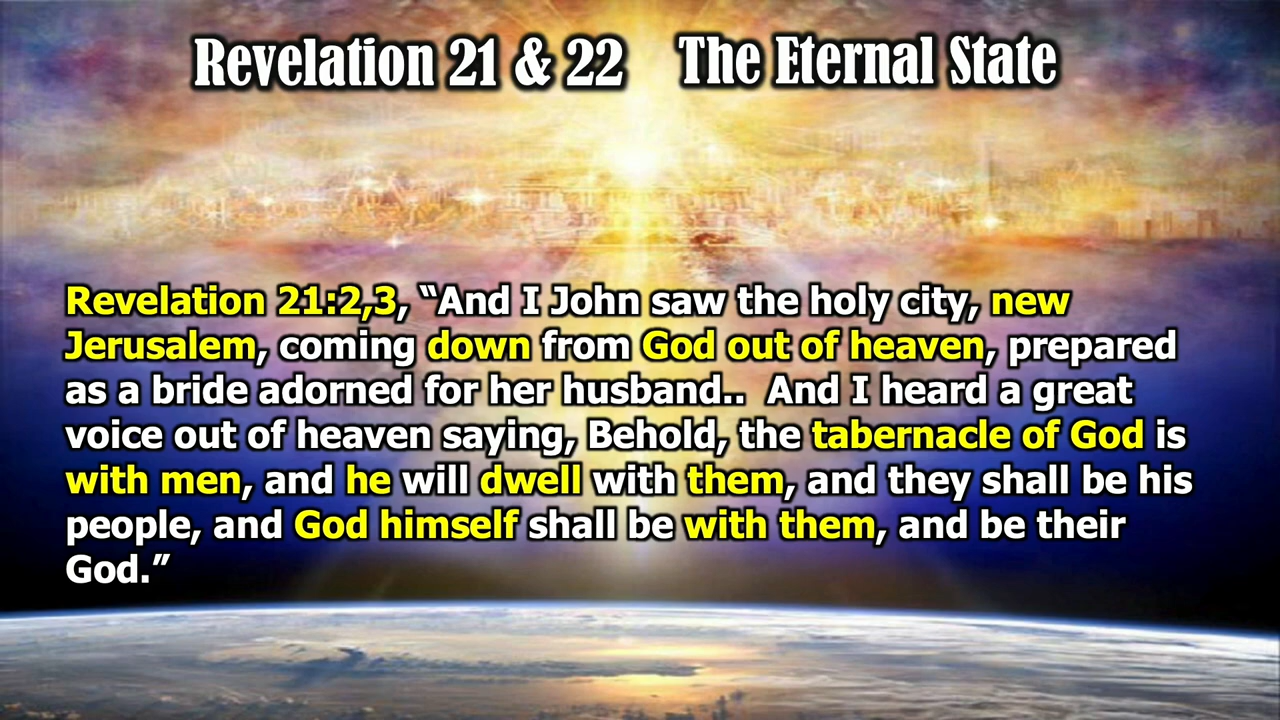 Revelation 21 & 22    The Eternal State
Revelation 21:2,3, “And I John saw the holy city, new
Jerusalem, coming down from God out of heaven, prepared
as a bride adorned for her husband..  And I heard a great
voice out of heaven saying, Behold, the tabernacle of God is
with men, and he will dwell with them, and they shall be his
people, and God himself shall be with them, and be their
God.”